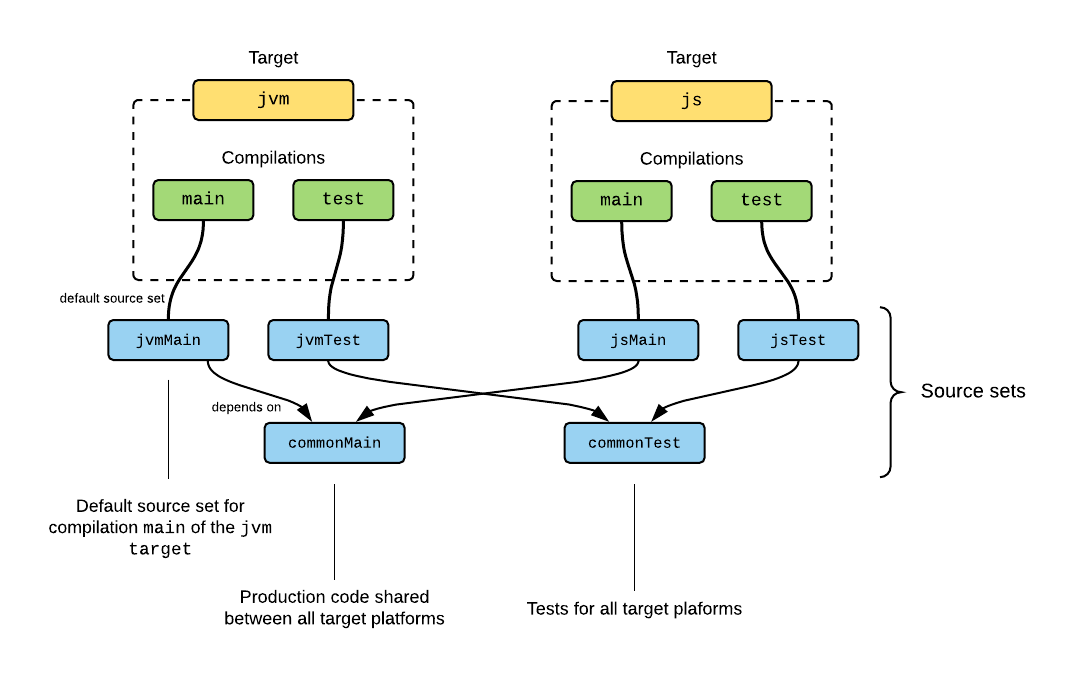 Target
Target
jvm
js
Compilations
Compilations
main
test
main
test
default source set
jvmMain
jvmTest
jsMain
jsTest
Source sets
depends on
commonMain
commonTest
Default source set for
compilation main of the jvm
target
Production code shared
between all target platforms
Tests for all target plaforms